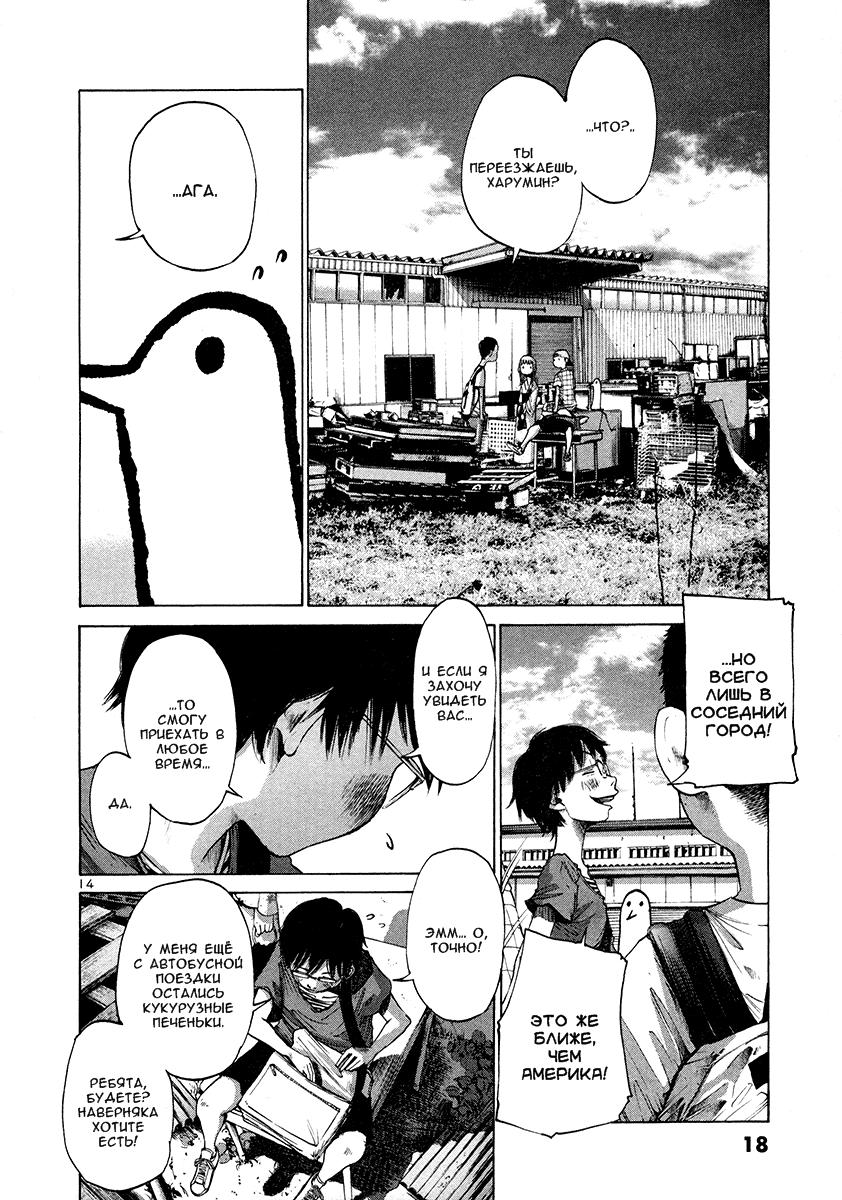 ...ЧТО?..
ТЫ
ПЕРЕЕЗЖАЕШЬ,
ХАРУМИН?
...АГА.
...НО
ВСЕГО
ЛИШЬ В
СОСЕДНИЙ
ГОРОД!
ЭТО ЖЕ
БЛИЖЕ,
ЧЕМ
АМЕРИКА!
И ЕСЛИ Я
ЗАХОЧУ
УВИДЕТЬ
ВАС...
...ТО
СМОГУ
ПРИЕХАТЬ В
ЛЮБОЕ
ВРЕМЯ...
ДА.
14
ЭММ... О,
ТОЧНО!
У МЕНЯ ЕЩЁ
С АВТОБУСНОЙ
ПОЕЗДКИ
ОСТАЛИСЬ
КУКУРУЗНЫЕ
ПЕЧЕНЬКИ.
РЕБЯТА,
БУДЕТЕ?
НАВЕРНЯКА
ХОТИТЕ
ЕСТЬ!
18